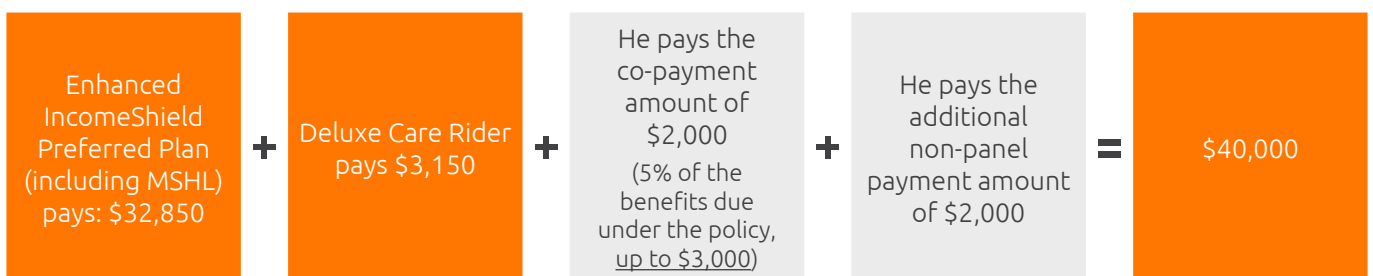 Enhanced
IncomeShield
Preferred Plan
(including MSHL)
pays: $32,850
+
Deluxe Care Rider
pays $3,150
+
He pays the
co-payment
amount of
$2,000
(5% of the
benefits due
under the policy,
up to $3,000)
+
He pays the
additional
non-panel
payment amount
of $2,000
=
$40,000